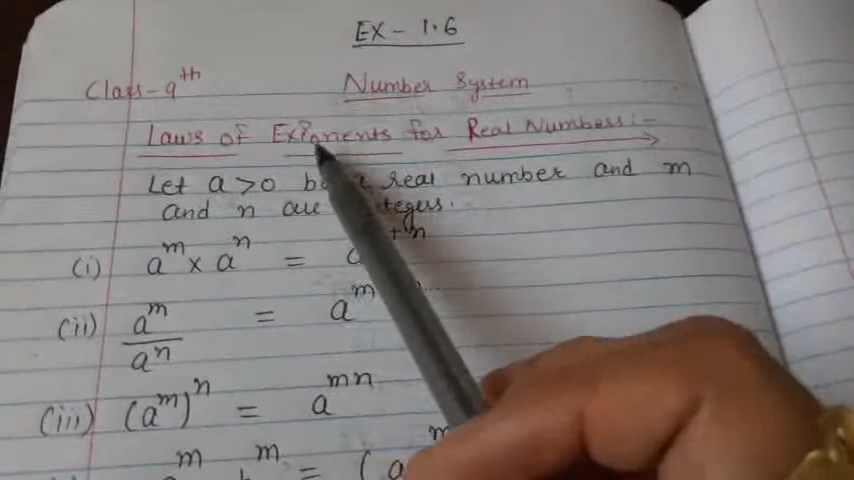 EX - 1.6
Class - 9th Number System
Laws of Exponents for Real Numbers:-
Let a > 0 real number and m
and n are integers.
(i) a^m × a^n = + n
(ii) a^m / a^n = a^m
(iii) (a^m)^n = a^mn
m m = (a m